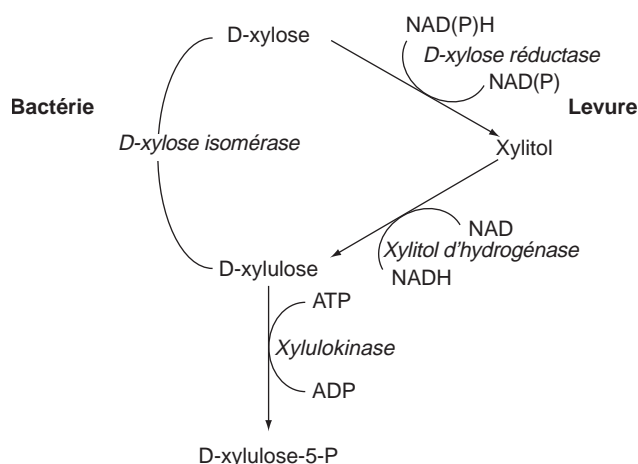 NAD(P)H
D-xylose
D-xylose réductase
NAD(P)
Bactérie
Levure
D-xylose isomérase
Xylitol
NAD
Xylitol d’hydrogénase
D-xylulose
NADH
ATP
Xylulokinase
ADP
D-xylulose-5-P